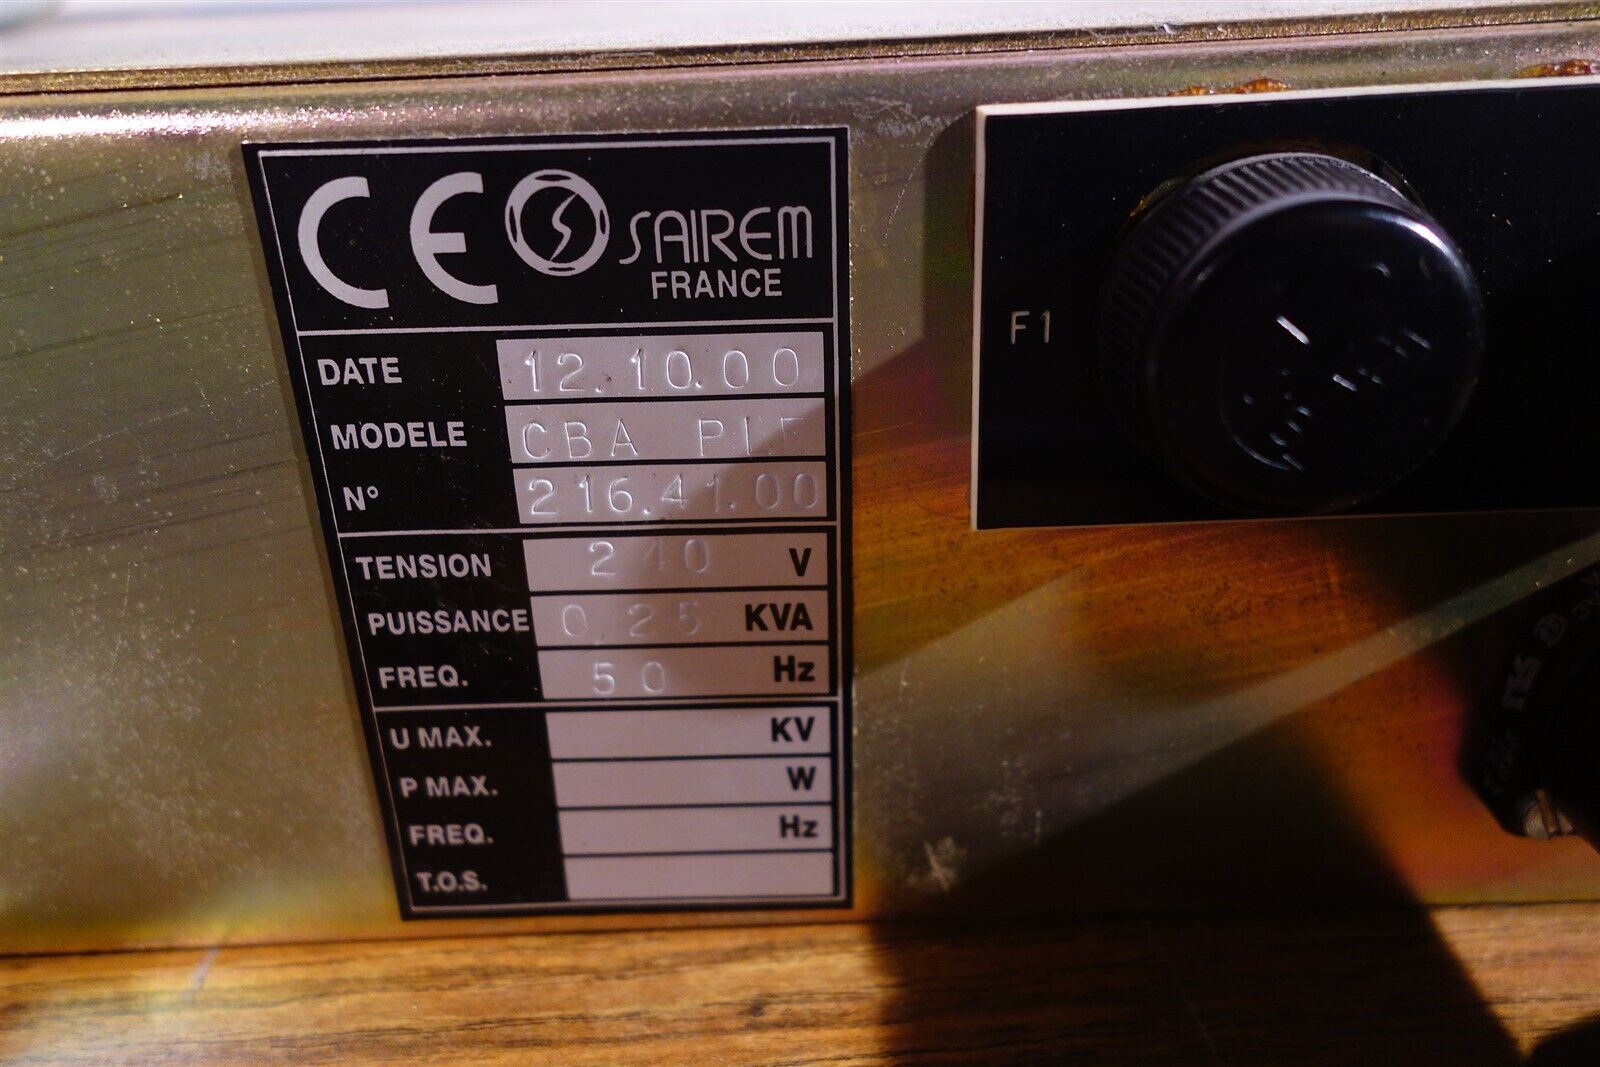 CE SAIREM
FRANCE
DATE 12.10.00
MODELE CBA
N° 216.41.00
TENSION 240 V
PUISSANCE 0.25 KVA
FREQ. 50 Hz
U MAX. KV
P MAX. W
FREQ. Hz
T.O.S.
F1